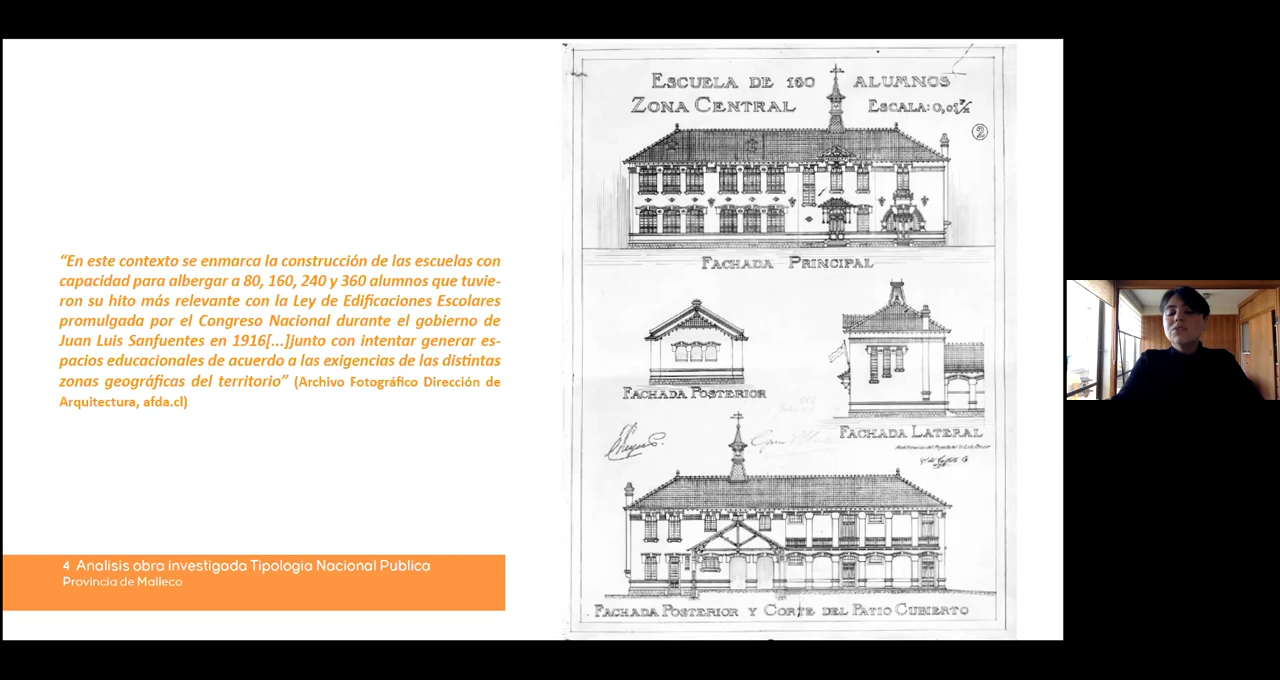 “En este contexto se enmarca la construcción de las escuelas con
capacidad para albergar a 80, 160, 240 y 360 alumnos que tuvie-
ron su hito más relevante con la Ley de Edificaciones Escolares
promulgada por el Congreso Nacional durante el gobierno de
Juan Luis Sanfuentes en 1916[...]junto con intentar generar es-
pacios educacionales de acuerdo a las exigencias de las distintas
zonas geográficas del territorio” (Archivo Fotográfico Dirección de
Arquitectura, afda.cl)
4 Analisis obra investigada Tipologia Nacional Publica
Provincia de Malleco
ESCUELA DE 160 ALUMNOS
ZONA CENTRAL ESCALA:
2
FACHADA PRINCIPAL
FACHADA POSTERIOR
FACHADA LATERAL
FACHADA POSTERIOR Y CORTE DEL PATIO CUBIERTO